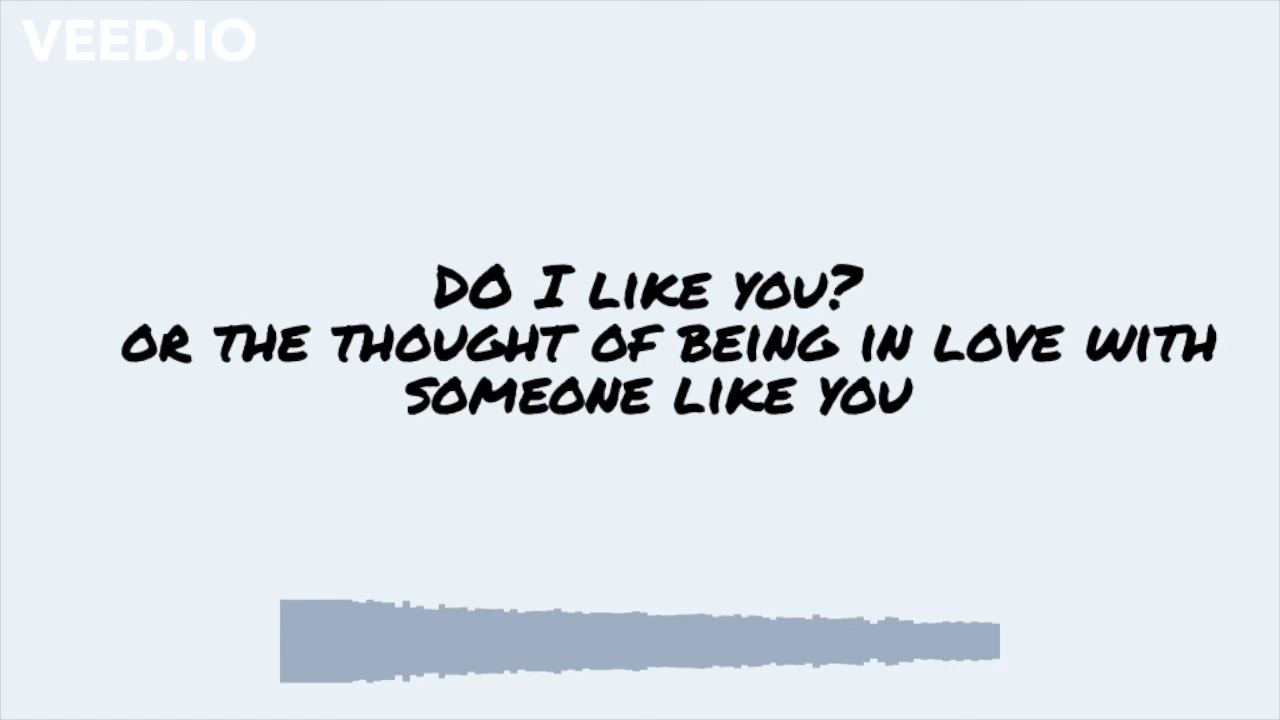 VEED.IO
DO I LIKE YOU?
OR THE THOUGHT OF BEING IN LOVE WITH
SOMEONE LIKE YOU